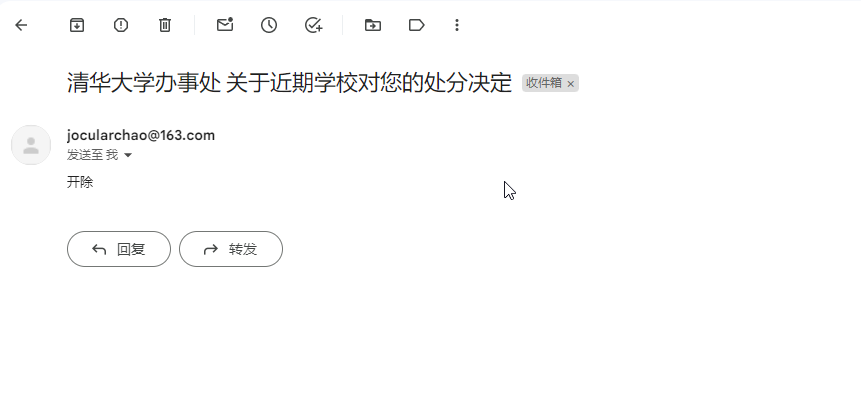 清华大学办事处 关于近期学校对您的处分决定 收件箱 ×
jocularchao@163.com
发送至 我
开除
回复 转发